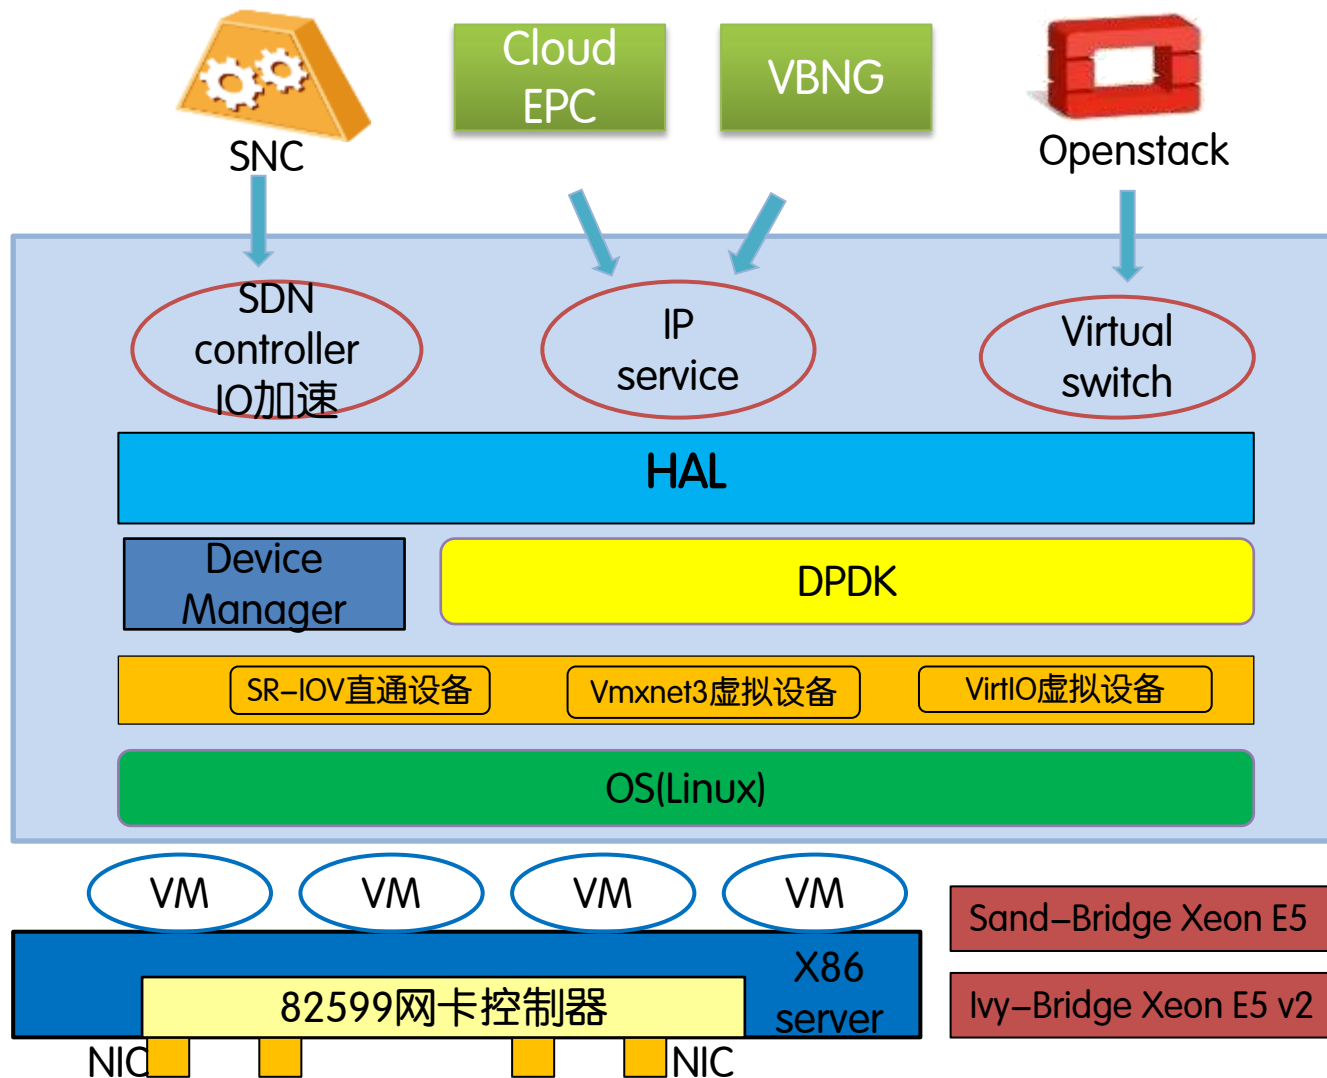 Cloud
EPC
VBNG
SNC
Openstack
SDN
controller
IO加速
IP
service
Virtual
switch
HAL
Device
Manager
DPDK
SR-IOV直通设备
Vmxnet3虚拟设备
VirtIO虚拟设备
OS(Linux)
VM
VM
VM
VM
X86
server
82599网卡控制器
NIC
NIC
Sand-Bridge Xeon E5
Ivy-Bridge Xeon E5 v2